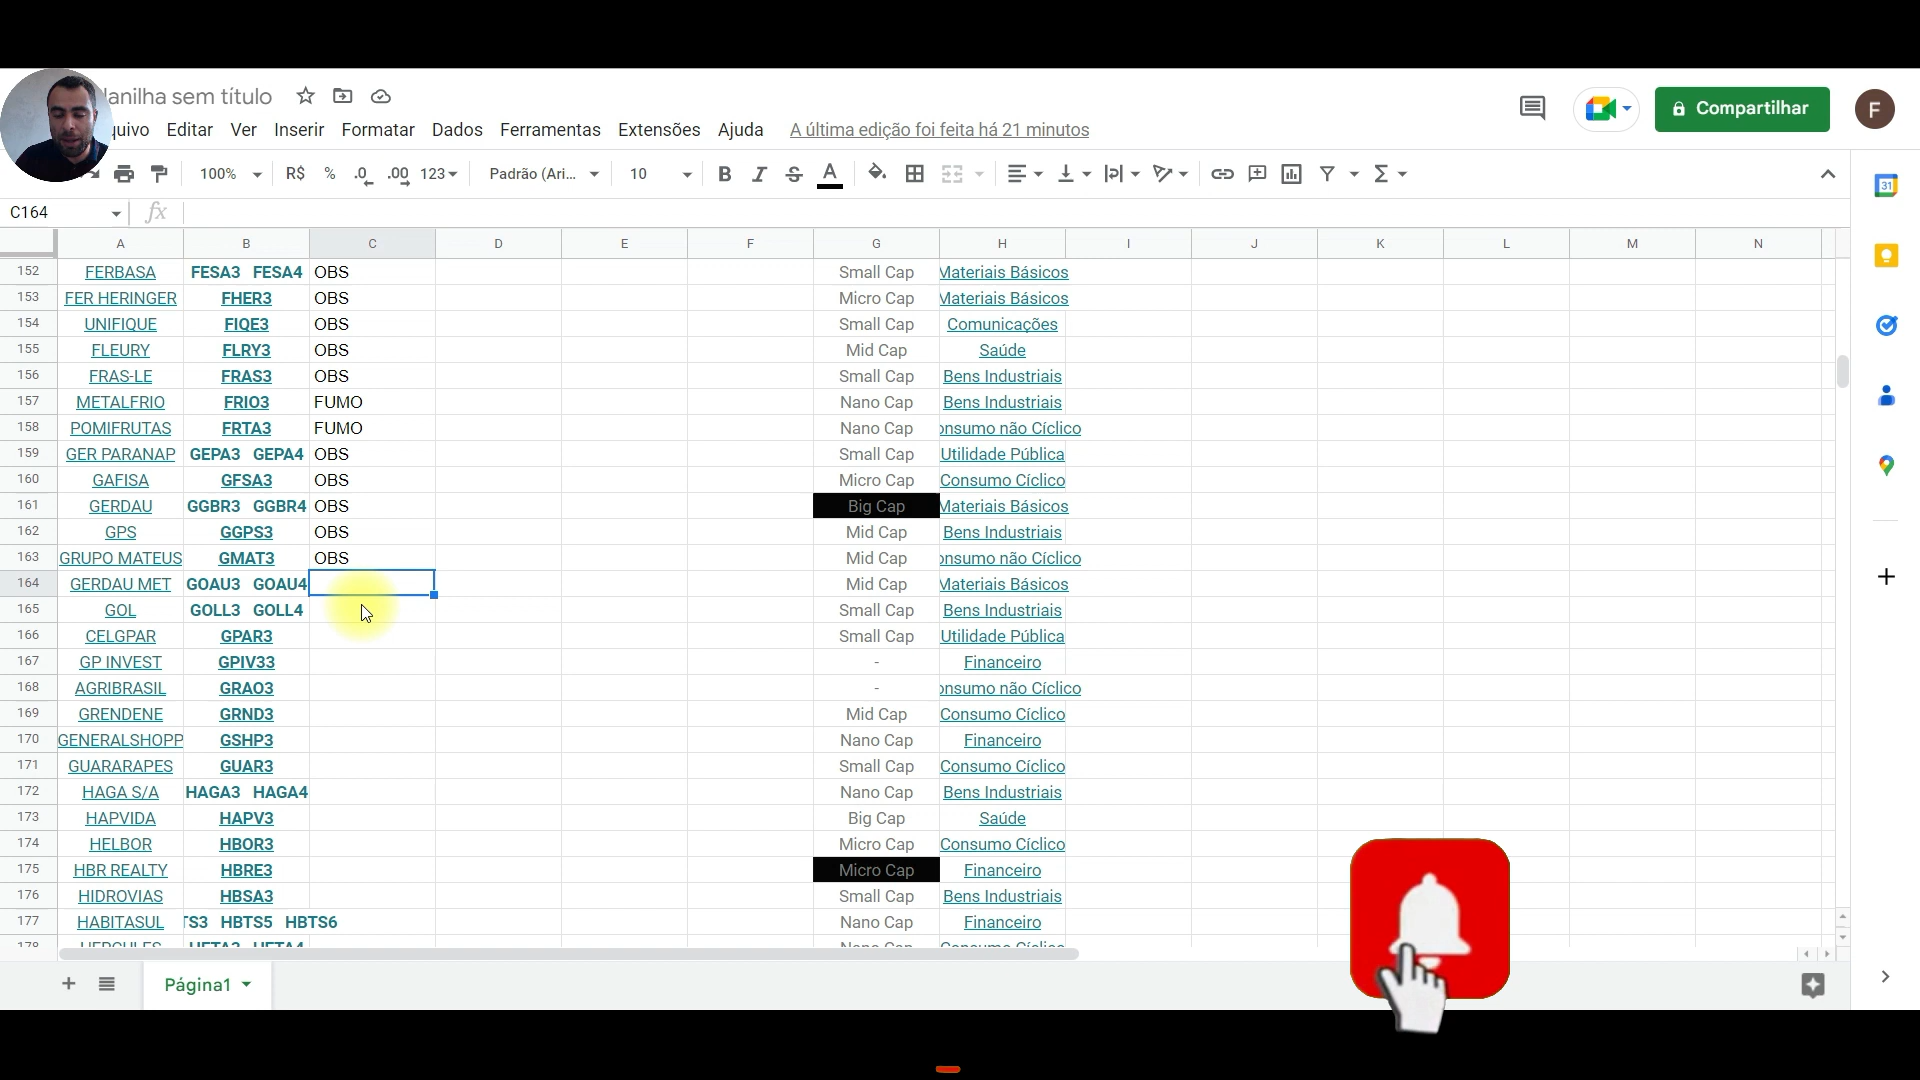 lanilha sem título
quivo Editar Ver Inserir Formatar Dados Ferramentas Extensões Ajuda A última edição foi feita há 21 minutos
Compartilhar F
100% R$ % .0 .00 123 Padrão (Ari... 10 B I S A
31
C164 fx
A B C D E F G H I J K L M N
152 FERBASA FESA3 FESA4 OBS Small Cap Materiais Básicos
153 FER HERINGER FHER3 OBS Micro Cap Materiais Básicos
154 UNIFIQUE FIQE3 OBS Small Cap Comunicações
155 FLEURY FLRY3 OBS Mid Cap Saúde
156 FRAS-LE FRAS3 OBS Small Cap Bens Industriais
157 METALFRIO FRIO3 FUMO Nano Cap Bens Industriais
158 POMIFRUTAS FRTA3 FUMO Nano Cap onsumo não Cíclico
159 GER PARANAP GEPA3 GEPA4 OBS Small Cap Utilidade Pública
160 GAFISA GFSA3 OBS Micro Cap Consumo Cíclico
161 GERDAU GGBR3 GGBR4 OBS Big Cap Materiais Básicos
162 GPS GGPS3 OBS Mid Cap Bens Industriais
163 GRUPO MATEUS GMAT3 OBS Mid Cap onsumo não Cíclico
164 GERDAU MET GOAU3 GOAU4 Mid Cap Materiais Básicos
165 GOL GOLL3 GOLL4 Small Cap Bens Industriais
166 CELGPAR GPAR3 Small Cap Utilidade Pública
167 GP INVEST GPIV33 - Financeiro
168 AGRIBRASIL GRAO3 - onsumo não Cíclico
169 GRENDENE GRND3 Mid Cap Consumo Cíclico
170 GENERALSHOPP GSHP3 Nano Cap Financeiro
171 GUARARAPES GUAR3 Small Cap Consumo Cíclico
172 HAGA S/A HAGA3 HAGA4 Nano Cap Bens Industriais
173 HAPVIDA HAPV3 Big Cap Saúde
174 HELBOR HBOR3 Micro Cap Consumo Cíclico
175 HBR REALTY HBRE3 Micro Cap Financeiro
176 HIDROVIAS HBSA3 Small Cap Bens Industriais
177 HABITASUL TS3 HBTS5 HBTS6 Nano Cap Financeiro
178 HERCULES HETA3 HETA4 Nano Cap Consumo Cíclico
Página1